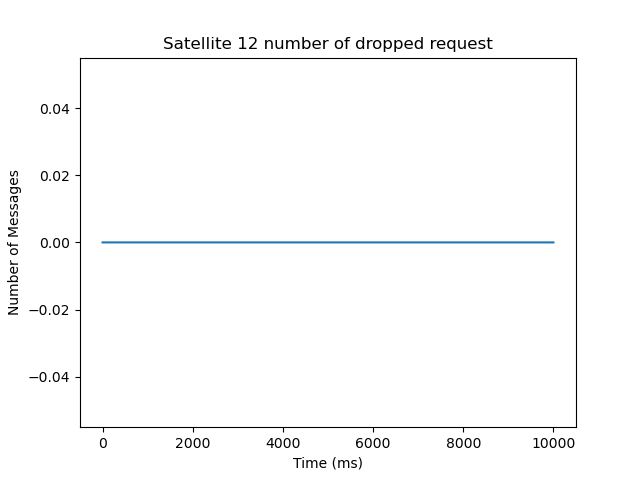 Satellite 12 number of dropped request
Number of Messages
0.04
0.02
0.00
−0.02
−0.04
0 2000 4000 6000 8000 10000
Time (ms)